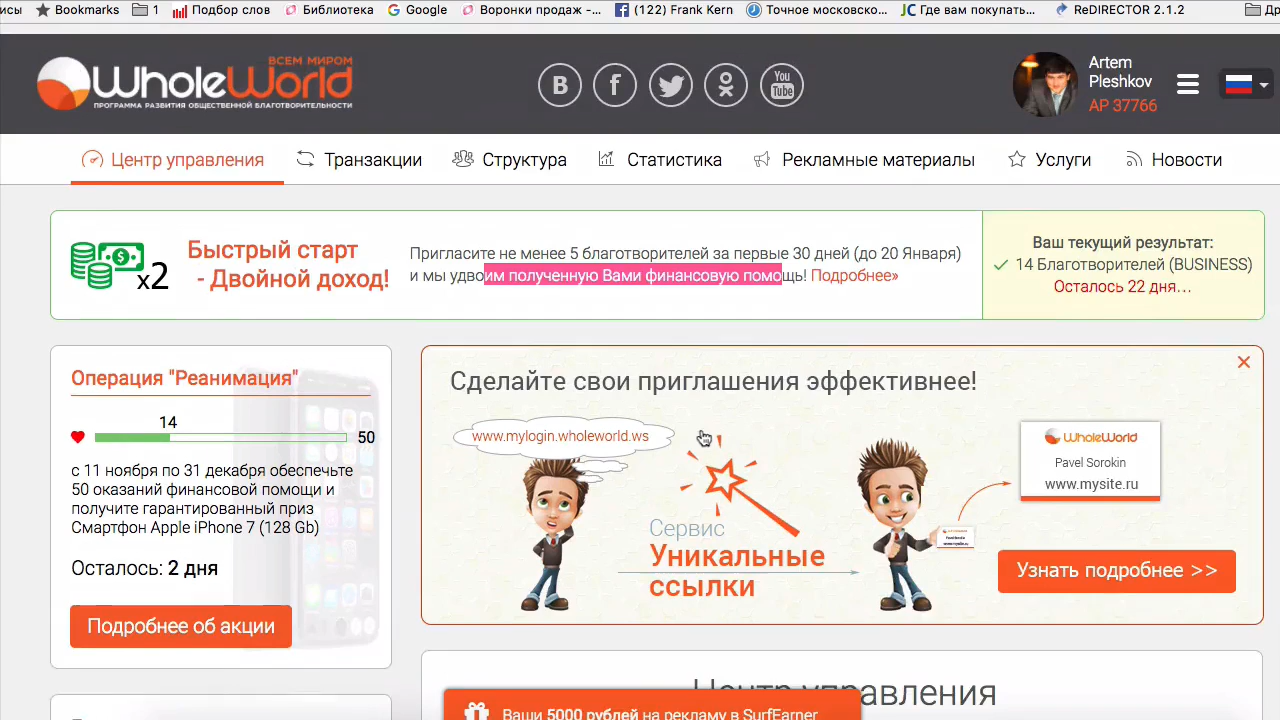 исы Bookmarks 1 Подбор слов Библиотека Google Воронки продаж -... (122) Frank Kern Точное московско... Где вам покупать... ReDIRECTOR 2.1.2 Др
ВСЕМ МИРОМ
WHOLEWORLD
ПРОГРАММА РАЗВИТИЯ ОБЩЕСТВЕННОЙ БЛАГОТВОРИТЕЛЬНОСТИ
You
Tube
Artem
Pleshkov
AP 37766
Центр управления Транзакции Структура Статистика Рекламные материалы Услуги Новости
x2
Быстрый старт
- Двойной доход!
Пригласите не менее 5 благотворителей за первые 30 дней (до 20 Января)
и мы удвоим полученную Вами финансовую помощь! Подробнее»
Ваш текущий результат:
14 Благотворителей (BUSINESS)
Осталось 22 дня...
Операция "Реанимация"
14
50
с 11 ноября по 31 декабря обеспечьте
50 оказаний финансовой помощи и
получите гарантированный приз
Смартфон Apple iPhone 7 (128 Gb)
Осталось: 2 дня
Подробнее об акции
Сделайте свои приглашения эффективнее!
www.mylogin.wholeworld.ws
Сервис
Уникальные
ссылки
WHOLEWORLD
Pavel Sorokin
www.mysite.ru
Узнать подробнее >>
Центр управления
Ваши 5000 рублей на рекламу в SurfEarner